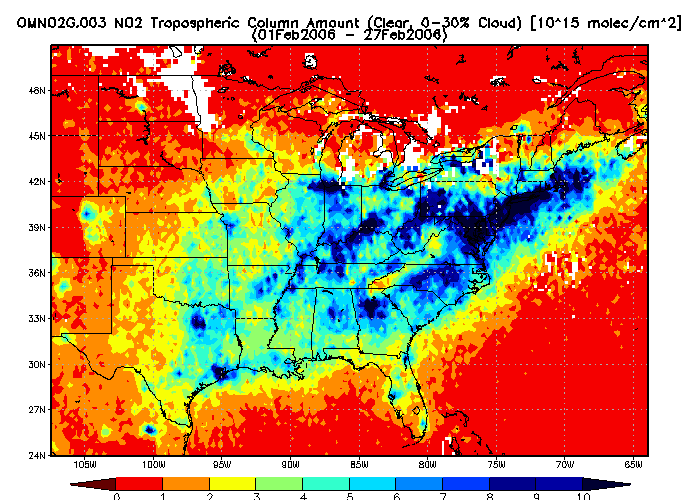 OMNO2G.003 NO2 Tropospheric Column Amount (Clear, 0-30% Cloud) [10^15 molec/cm^2]
(01Feb2006 - 27Feb2006)
48N
45N
42N
39N
36N
33N
30N
27N
24N
105W 100W 95W 90W 85W 80W 75W 70W 65W
0 1 2 3 4 5 6 7 8 9 10